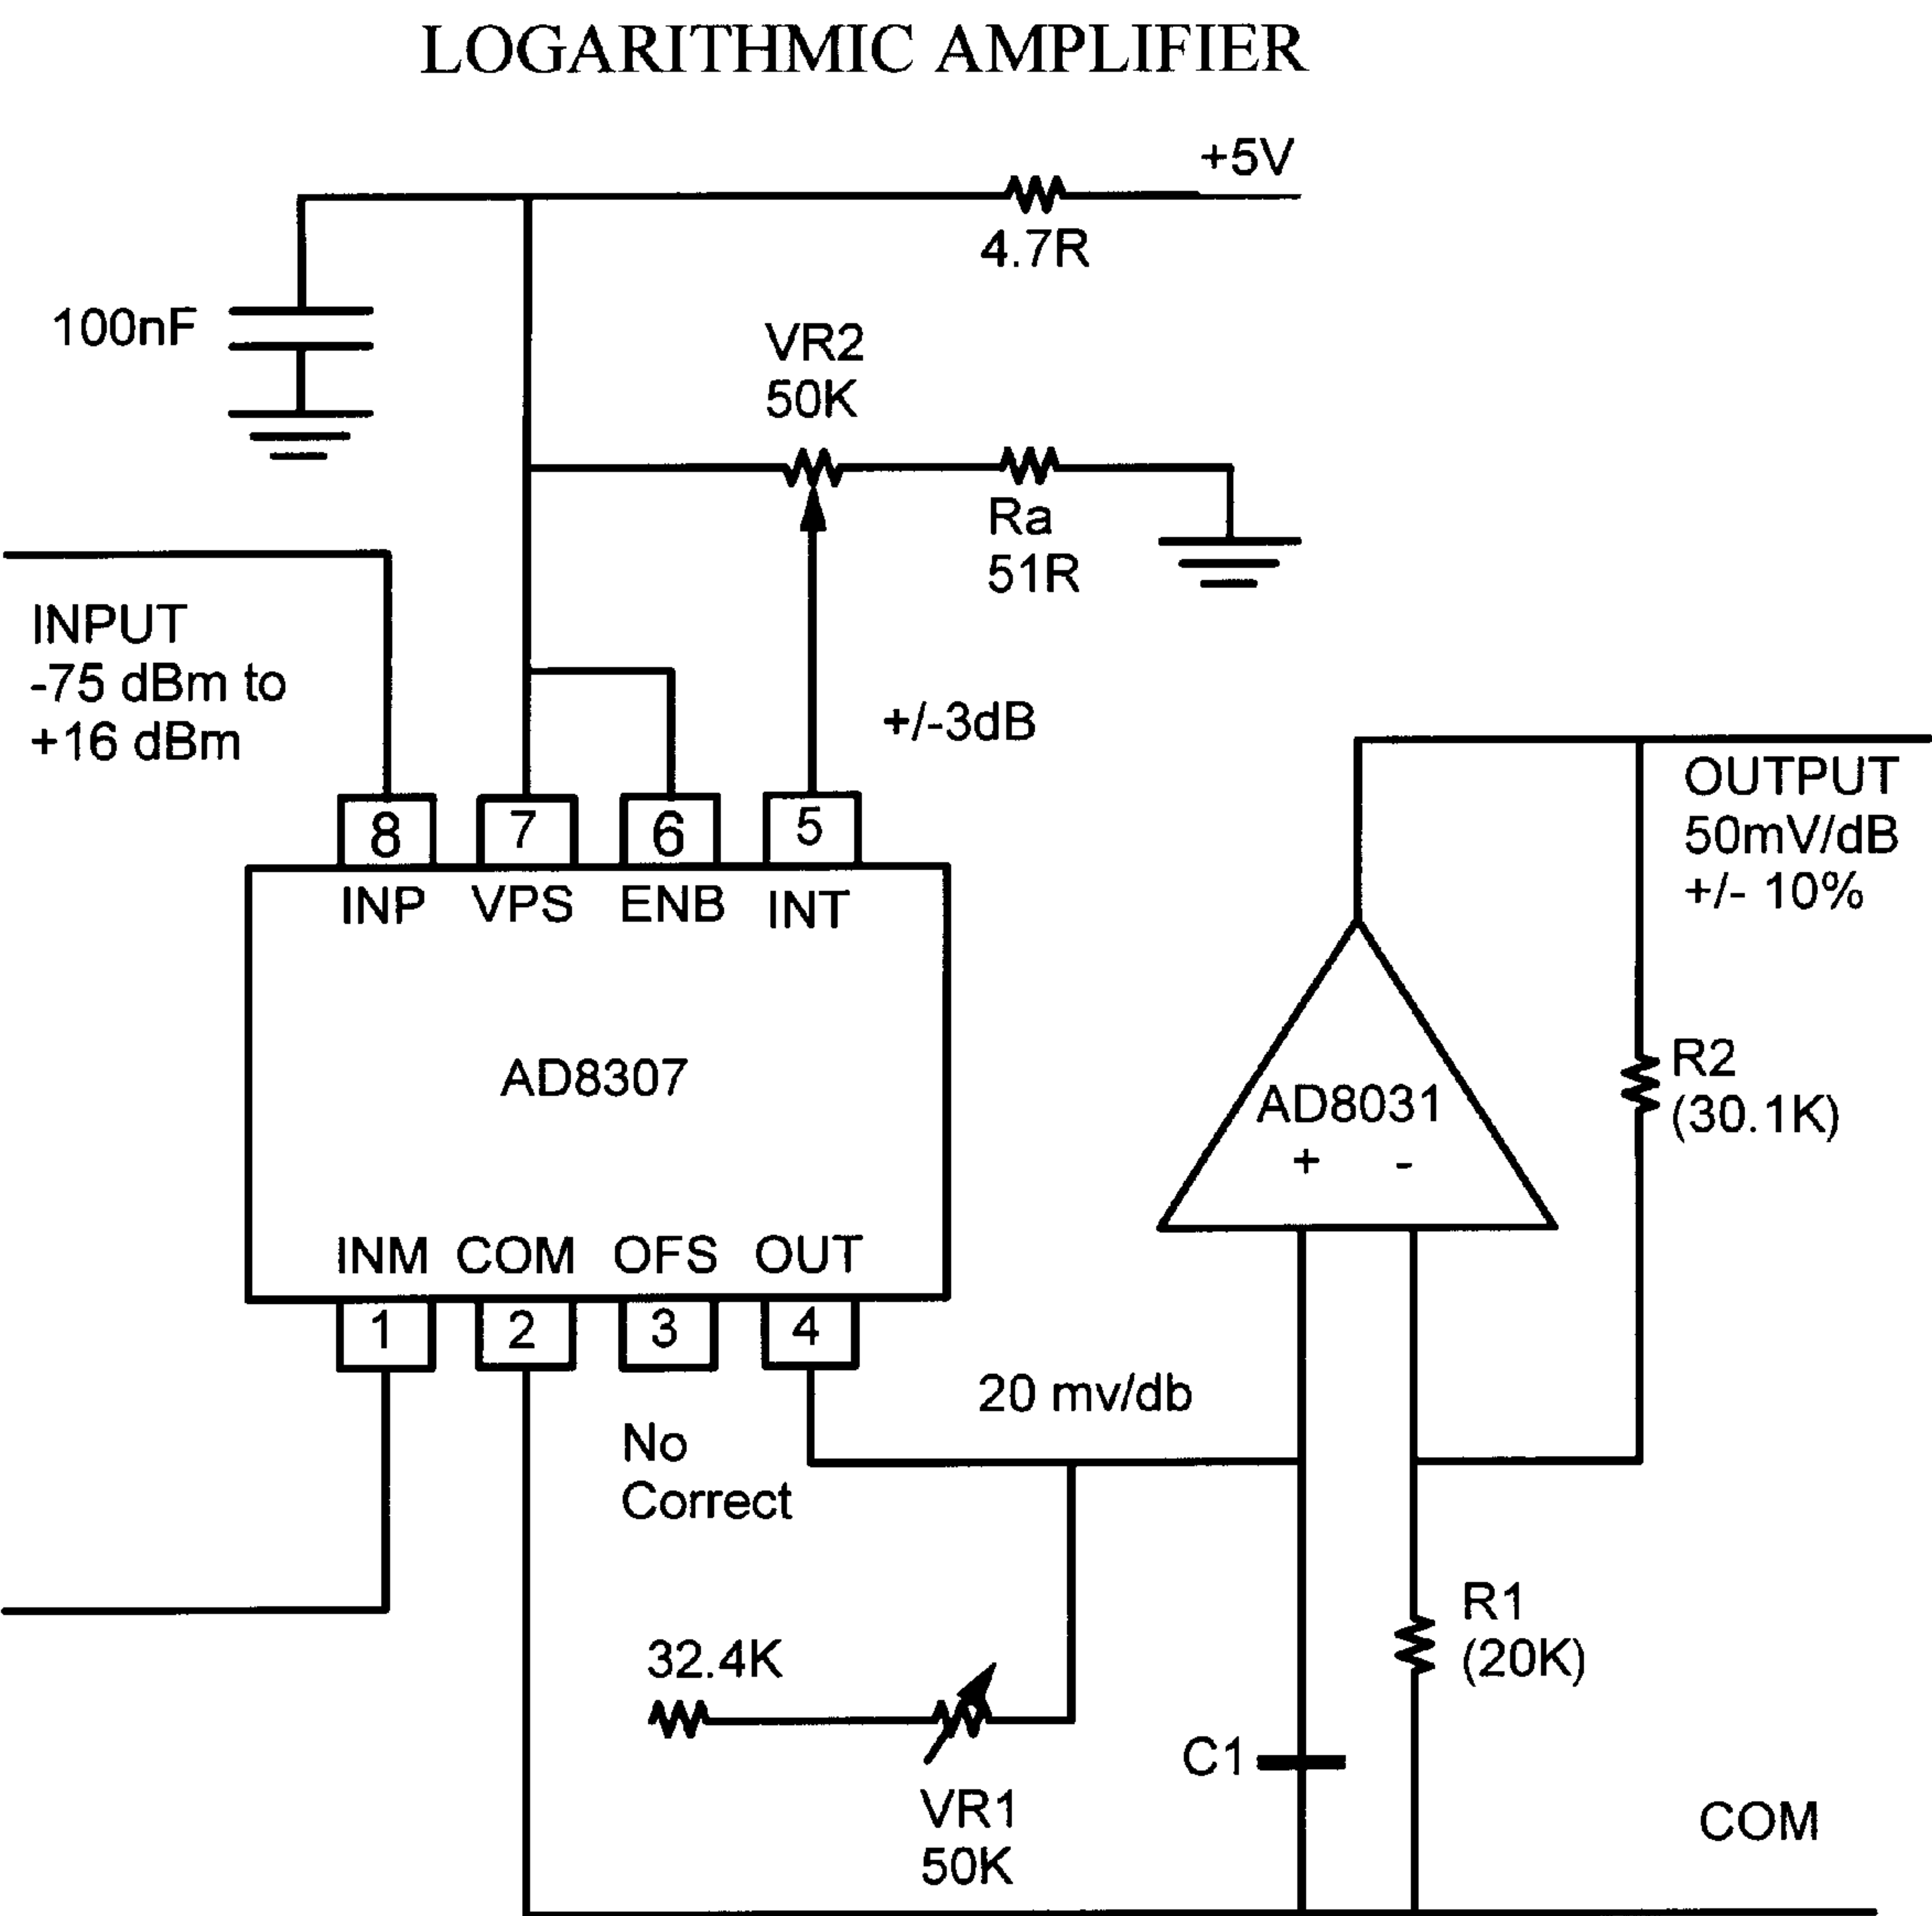 LOGARITHMIC AMPLIFIER
+5V
4.7R
100nF
VR2
50K
Ra
51R
INPUT
-75 dBm to
+16 dBm
+/-3dB
OUTPUT
50mV/dB
+/- 10%
8
7
6
5
INP
VPS
ENB
INT
AD8307
AD8031
+ -
R2
(30.1K)
INM
COM
OFS
OUT
1
2
3
4
20 mv/db
No
Correct
R1
(20K)
32.4K
C1
VR1
50K
COM